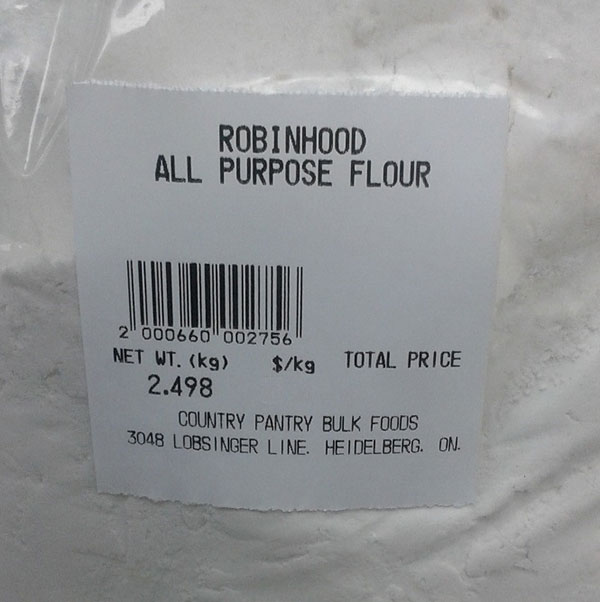 ROBINHOOD
ALL PURPOSE FLOUR
2 000660 002756
NET WT. (kg) $/kg TOTAL PRICE
2.498
COUNTRY PANTRY BULK FOODS
3048 LOBSINGER LINE. HEIDELBERG. ON.